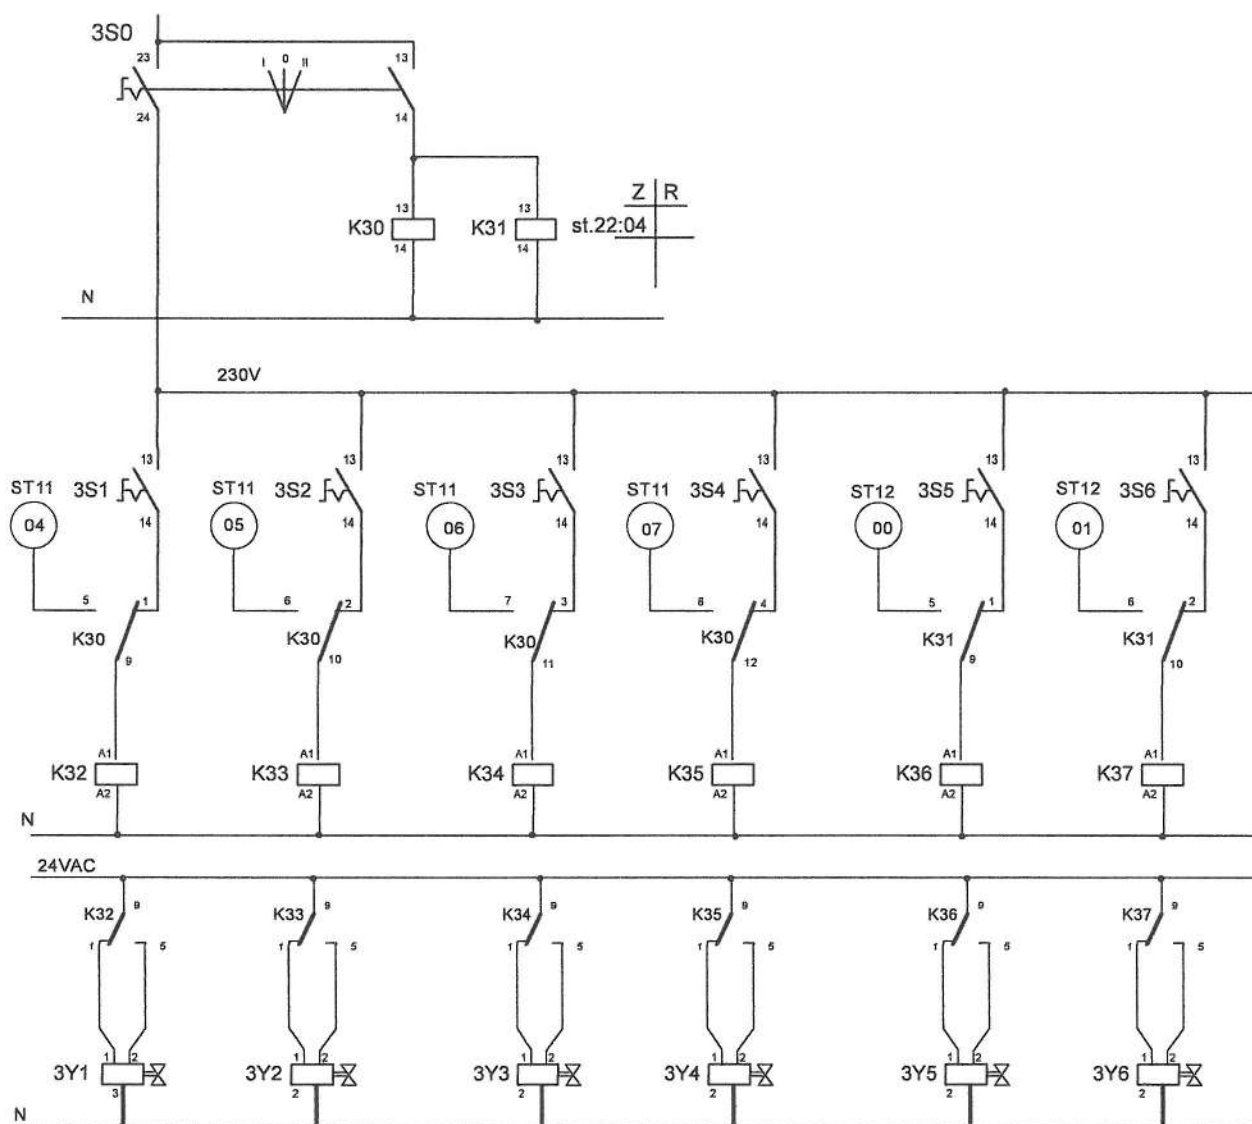 3S0
23 I 0 II 13
24 14
Z R
13 13
K30 K31 st.22:04
14 14
N
230V
13 13 13 13 13 13
ST11 3S1 ST11 3S2 ST11 3S3 ST11 3S4 ST12 3S5 ST12 3S6
04 14 05 14 06 14 07 14 00 14 01 14
5 1 6 2 7 3 8 4 5 1 6 2
K30 K30 K30 K30 K31 K31
9 10 11 12 9 10
A1 A1 A1 A1 A1 A1
K32 K33 K34 K35 K36 K37
A2 A2 A2 A2 A2 A2
N
24VAC
K32 9 K33 9 K34 9 K35 9 K36 9 K37 9
1 5 1 5 1 5 1 5 1 5 1 5
1 2 1 2 1 2 1 2 1 2 1 2
3Y1 3Y2 3Y3 3Y4 3Y5 3Y6
3 2 2 2 2 2
N